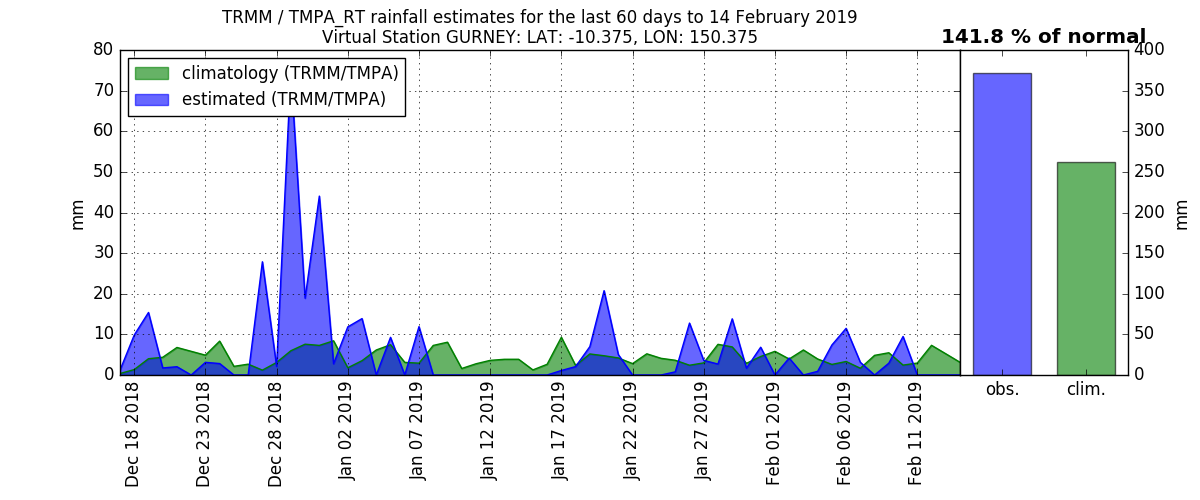 TRMM / TMPA_RT rainfall estimates for the last 60 days to 14 February 2019
Virtual Station GURNEY: LAT: -10.375, LON: 150.375
141.8 % of normal
climatology (TRMM/TMPA)
estimated (TRMM/TMPA)
mm
80
70
60
50
40
30
20
10
0
Dec 18 2018
Dec 23 2018
Dec 28 2018
Jan 02 2019
Jan 07 2019
Jan 12 2019
Jan 17 2019
Jan 22 2019
Jan 27 2019
Feb 01 2019
Feb 06 2019
Feb 11 2019
obs.
clim.
400
350
300
250
200
150
100
50
0
mm